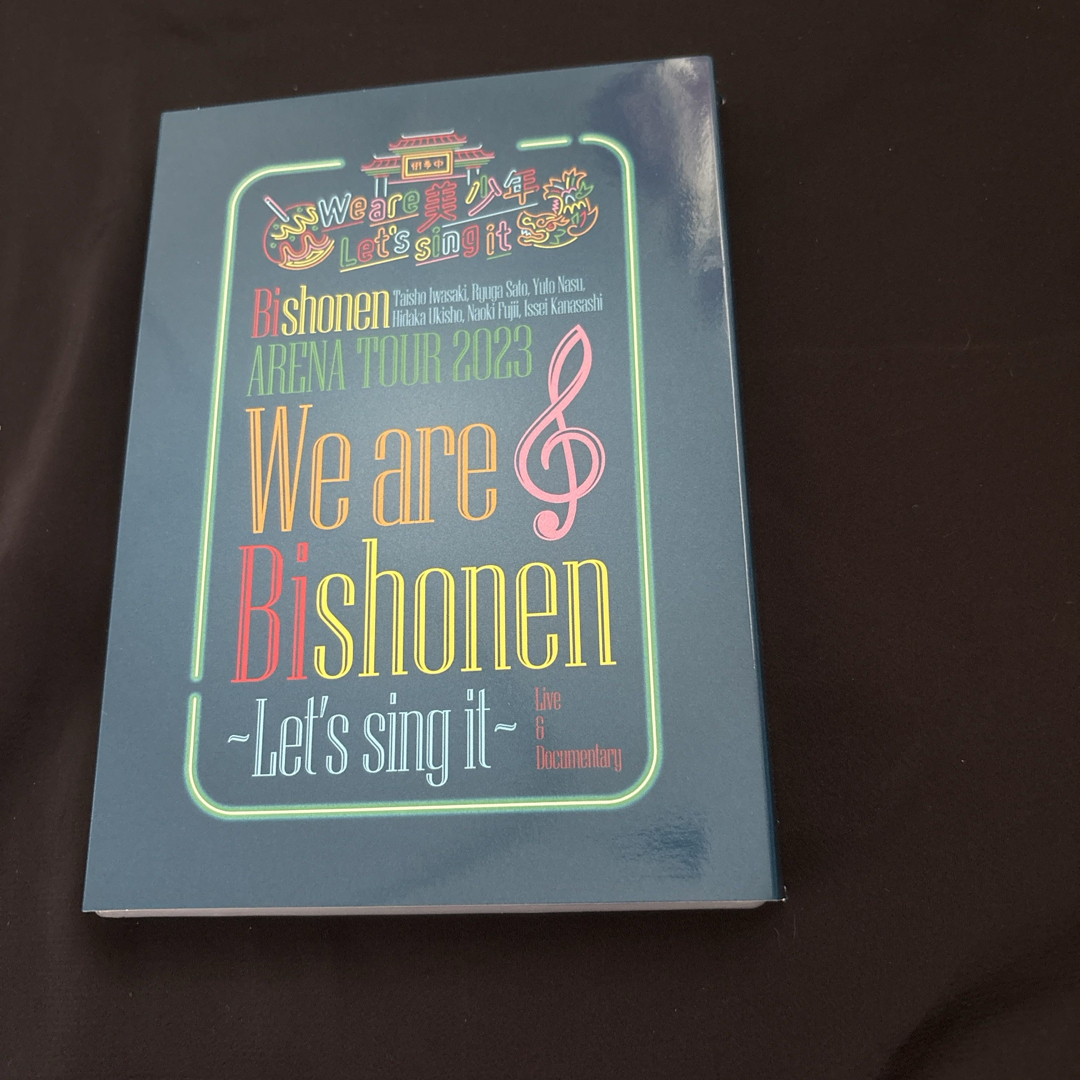 We are 美 少 年
Let's sing it
Bishonen
Taisho Iwasaki, Ryuga Sato, Yuto Nasu,
Hidaka Ukisho, Naoki Fujii, Issei Kanasashi
ARENA TOUR 2023
We are
Bishonen
~Let's sing it~
Live
&
Documentary